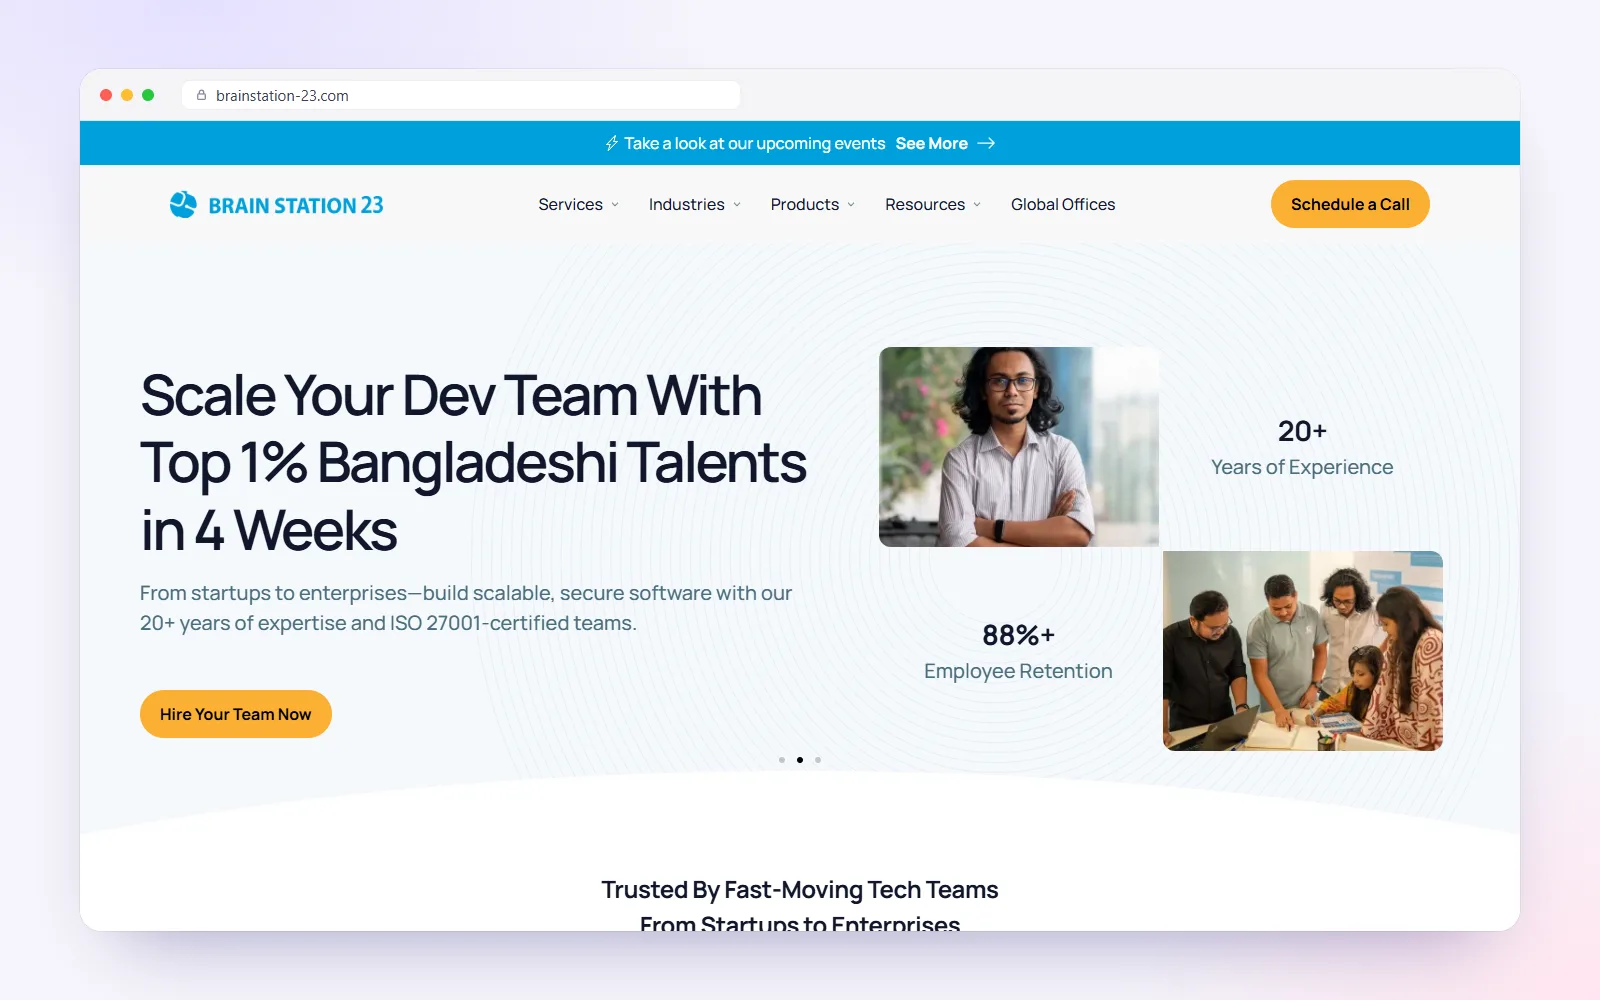 brainstation-23.com
Take a look at our upcoming events See More
BRAIN STATION 23
Services Industries Products Resources Global Offices
Schedule a Call
Scale Your Dev Team With
Top 1% Bangladeshi Talents
in 4 Weeks
From startups to enterprises—build scalable, secure software with our
20+ years of expertise and ISO 27001-certified teams.
Hire Your Team Now
20+
Years of Experience
88%+
Employee Retention
Trusted By Fast-Moving Tech Teams
From Startups to Enterprises